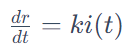 dr/dt = ki(t)